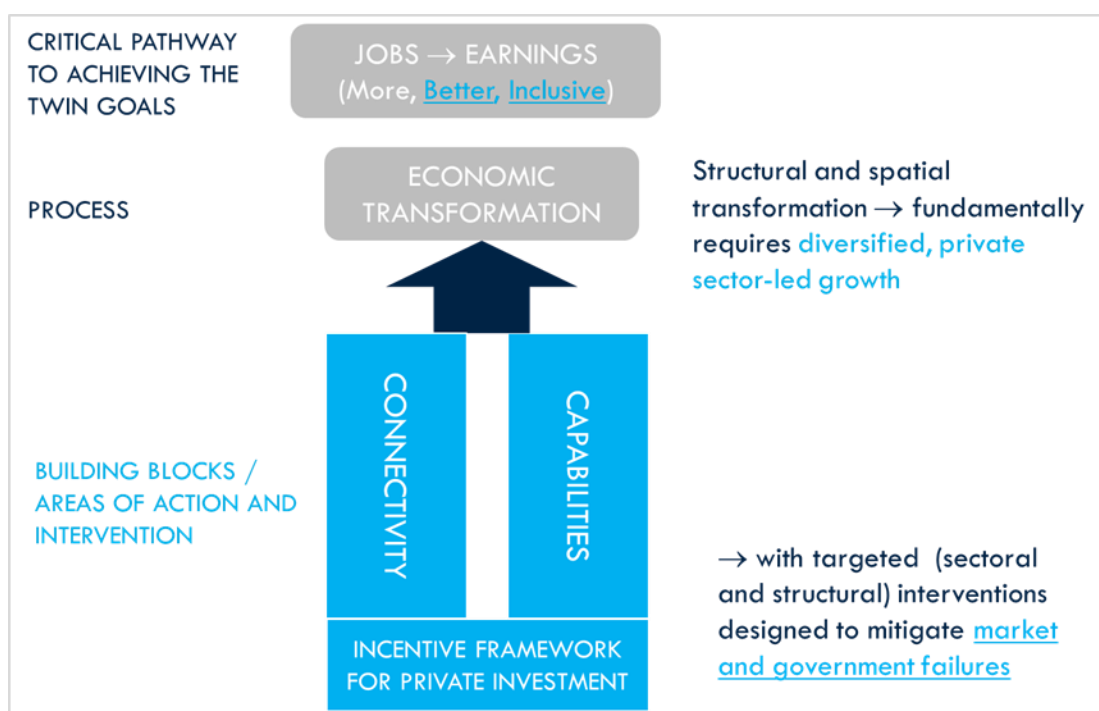 CRITICAL PATHWAY
TO ACHIEVING THE
TWIN GOALS
JOBS → EARNINGS
(More, Better, Inclusive)
PROCESS
ECONOMIC
TRANSFORMATION
Structural and spatial
transformation → fundamentally
requires diversified, private
sector-led growth
BUILDING BLOCKS /
AREAS OF ACTION AND
INTERVENTION
CONNECTIVITY
CAPABILITIES
INCENTIVE FRAMEWORK
FOR PRIVATE INVESTMENT
→ with targeted (sectoral
and structural) interventions
designed to mitigate market
and government failures